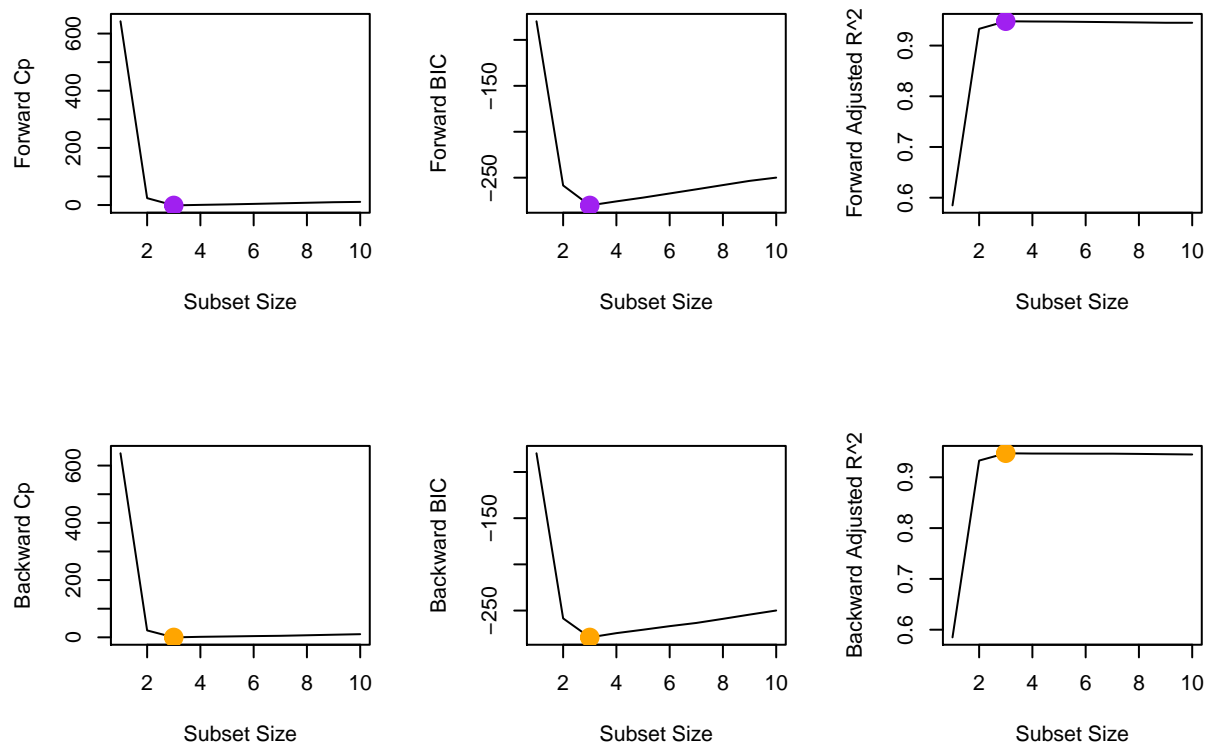 Forward Cp
600
400
200
0
2 4 6 8 10
Subset Size
Forward BIC
−150
−250
2 4 6 8 10
Subset Size
Forward Adjusted R^2
0.9
0.8
0.7
0.6
2 4 6 8 10
Subset Size
Backward Cp
600
400
200
0
2 4 6 8 10
Subset Size
Backward BIC
−150
−250
2 4 6 8 10
Subset Size
Backward Adjusted R^2
0.9
0.8
0.7
0.6
2 4 6 8 10
Subset Size